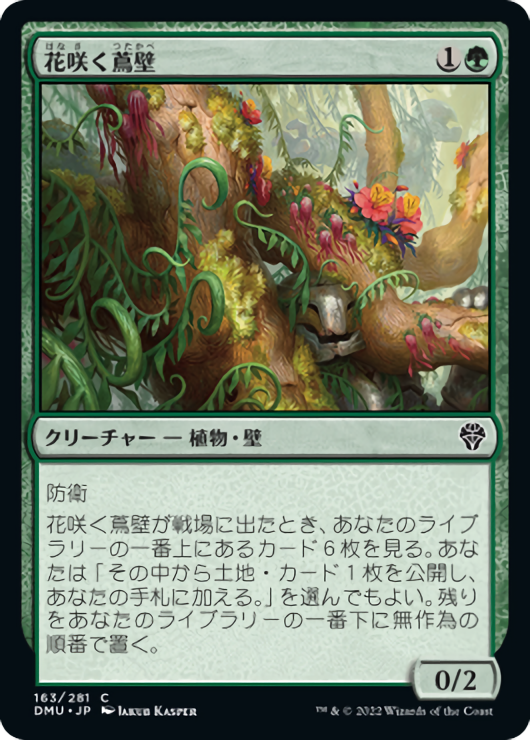 はなさ つたかべ
花咲く蔦壁 1
クリーチャー — 植物・壁
防衛
花咲く蔦壁が戦場に出たとき、あなたのライブ
ラリーの一番上にあるカード６枚を見る。あな
たは「その中から土地・カード１枚を公開し、
あなたの手札に加える。」を選んでもよい。残り
をあなたのライブラリーの一番下に無作為の
順番で置く。
0/2
163/281 C
DMU • JP Jakub Kasper
™ & © 2022 Wizards of the Coast